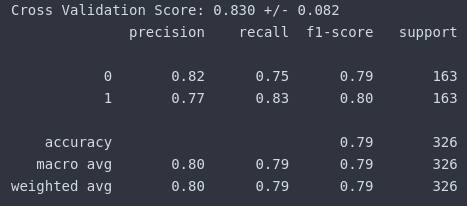 Cross Validation Score: 0.830 +/- 0.082
precision recall f1-score support
0 0.82 0.75 0.79 163
1 0.77 0.83 0.80 163
accuracy 0.79 326
macro avg 0.80 0.79 0.79 326
weighted avg 0.80 0.79 0.79 326